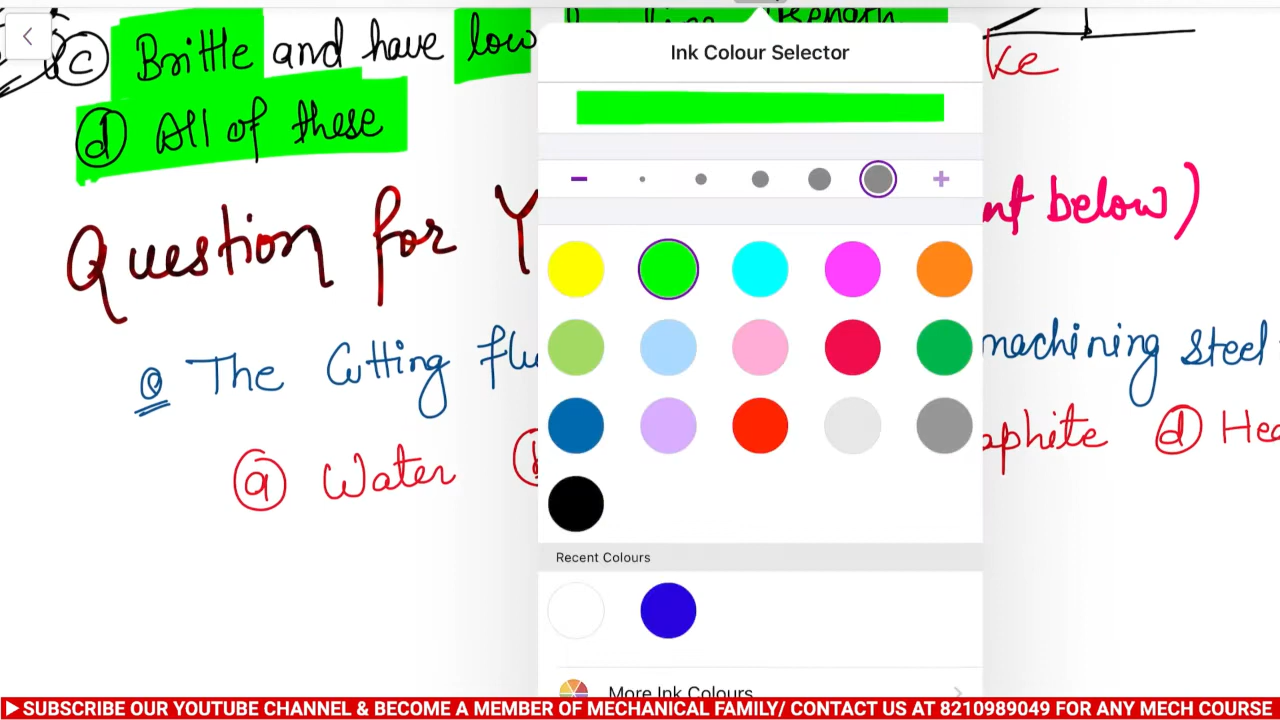 strength
c Brittle and have low
ke
d All of these
Question for Y
nt below)
Q The Cutting Flu
machining steel
a Water
aphite d Hea
Ink Colour Selector
Recent Colours
More Ink Colours
▶ SUBSCRIBE OUR YOUTUBE CHANNEL & BECOME A MEMBER OF MECHANICAL FAMILY/ CONTACT US AT 8210989049 FOR ANY MECH COURSE